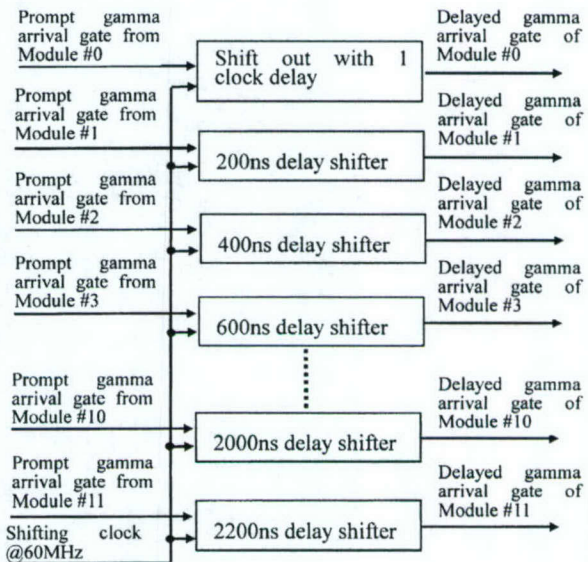 Prompt gamma
arrival gate from
Module #0
Shift out with 1
clock delay
Delayed gamma
arrival gate of
Module #0
Prompt gamma
arrival gate from
Module #1
200ns delay shifter
Delayed gamma
arrival gate of
Module #1
Prompt gamma
arrival gate from
Module #2
400ns delay shifter
Delayed gamma
arrival gate of
Module #2
Prompt gamma
arrival gate from
Module #3
600ns delay shifter
Delayed gamma
arrival gate of
Module #3
Prompt gamma
arrival gate from
Module #10
2000ns delay shifter
Delayed gamma
arrival gate of
Module #10
Prompt gamma
arrival gate from
Module #11
2200ns delay shifter
Delayed gamma
arrival gate of
Module #11
Shifting clock
@60MHz